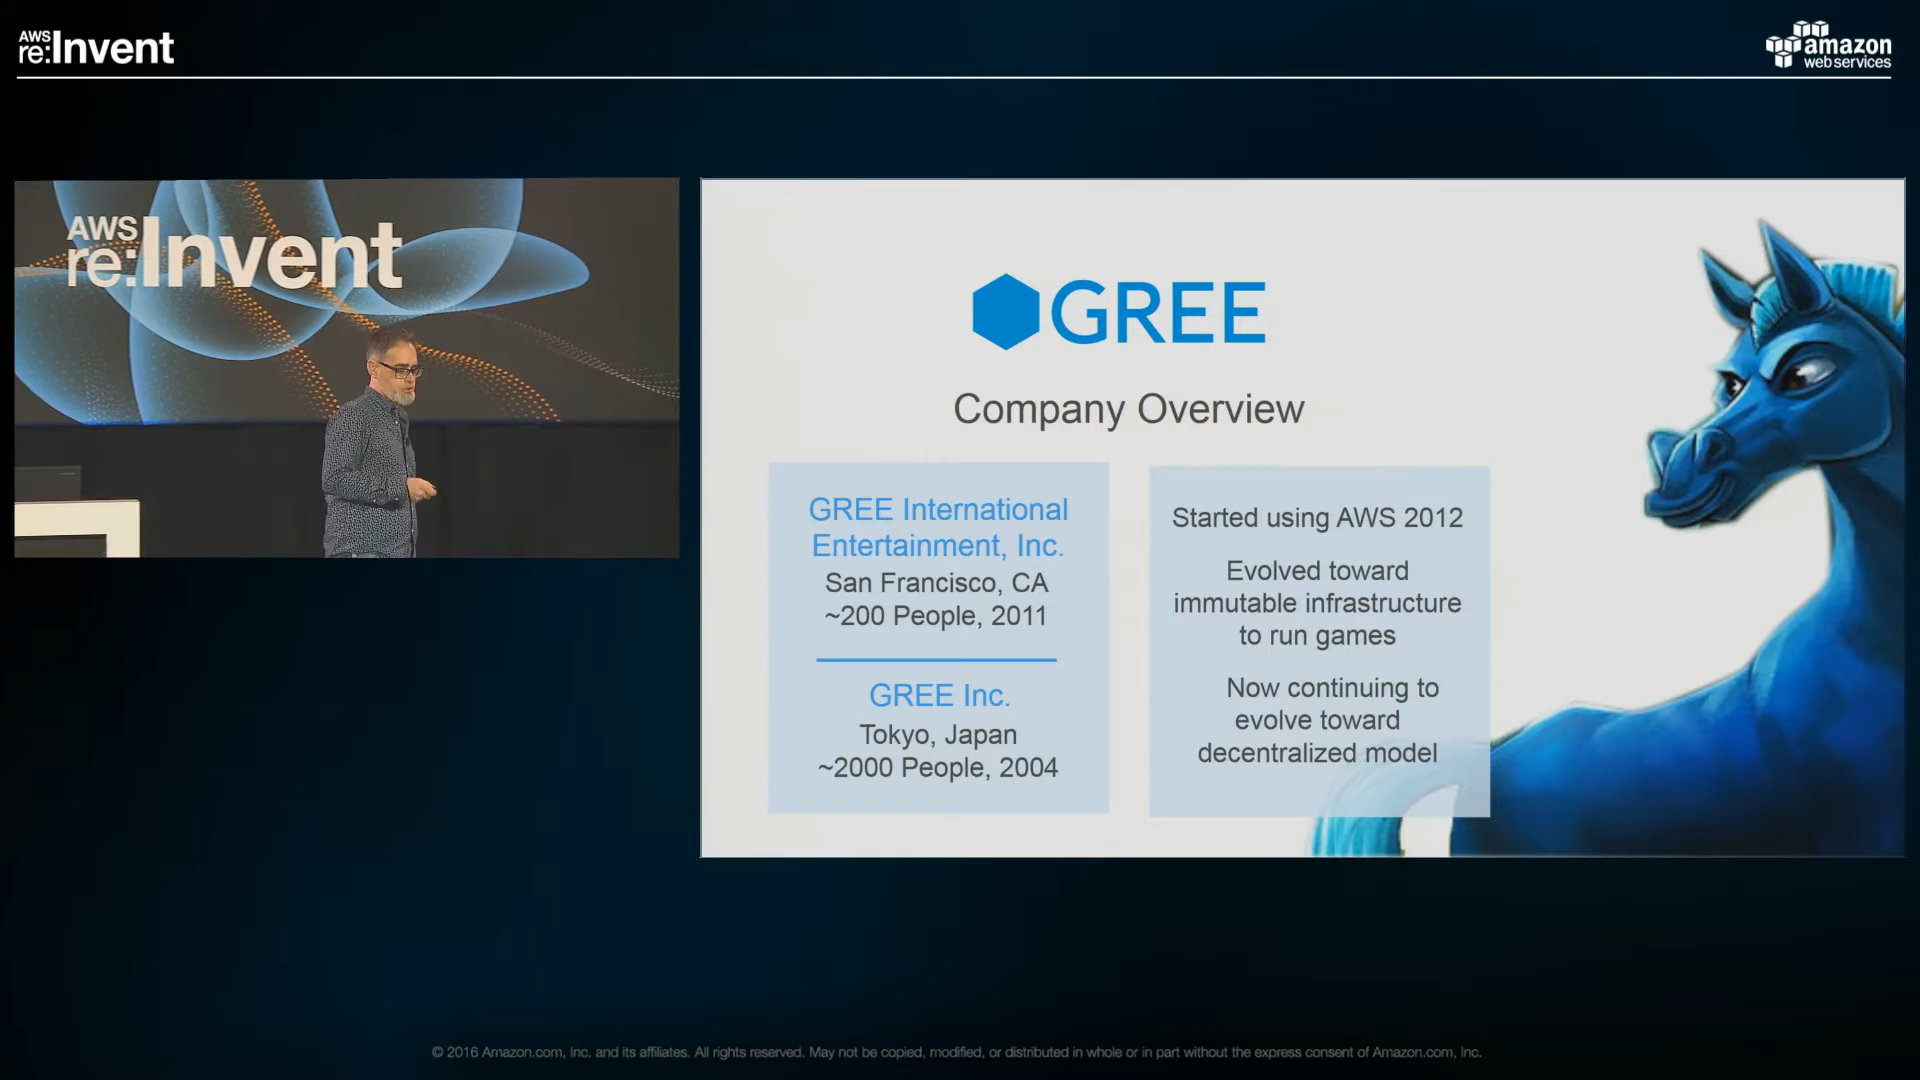 AWS
re:Invent
amazon
web services
AWS
re:Invent
GREE
Company Overview
GREE International
Entertainment, Inc.
San Francisco, CA
~200 People, 2011
GREE Inc.
Tokyo, Japan
~2000 People, 2004
Started using AWS 2012
Evolved toward
immutable infrastructure
to run games
Now continuing to
evolve toward
decentralized model
© 2016 Amazon.com, Inc. and its affiliates. All rights reserved. May not be copied, modified, or distributed in whole or in part without the express consent of Amazon.com, Inc.